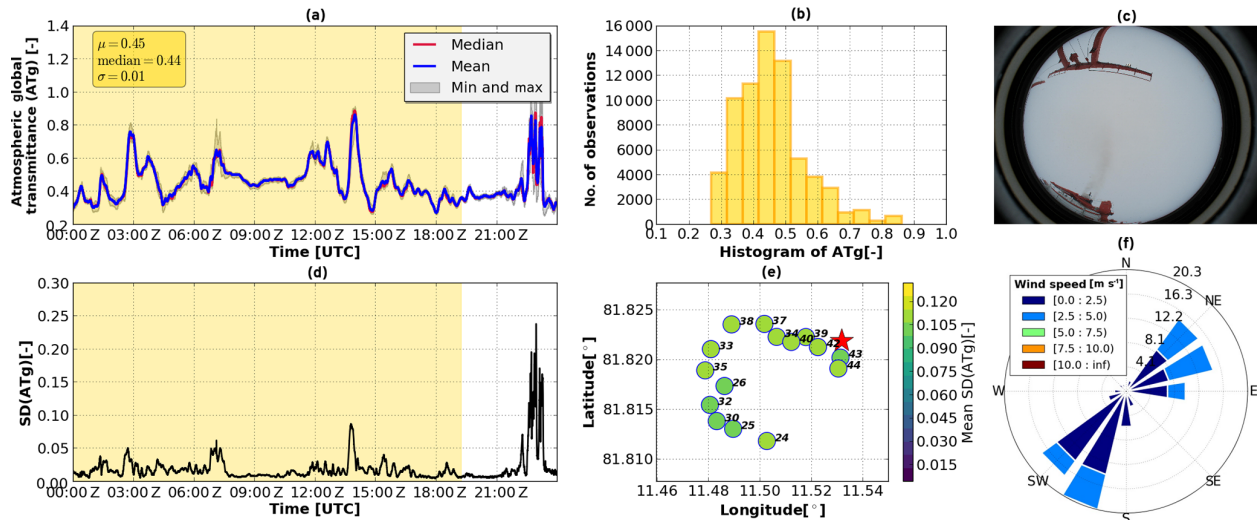 (a)
1.4
1.2
1.0
0.8
0.6
0.4
0.2
Atmospheric global
transmittance (ATg) [-]
μ = 0.45
median = 0.44
σ = 0.01
Median
Mean
Min and max
00:00 Z 03:00 Z 06:00 Z 09:00 Z 12:00 Z 15:00 Z 18:00 Z 21:00 Z
Time [UTC]
(b)
16 000
14 000
12 000
10 000
8000
6000
4000
2000
0
No. of observations
0.1 0.2 0.3 0.4 0.5 0.6 0.7 0.8 0.9 1.0
Histogram of ATg[-]
(c)
(d)
0.30
0.25
0.20
0.15
0.10
0.05
0.00
SD(ATg)[-]
00:00 Z 03:00 Z 06:00 Z 09:00 Z 12:00 Z 15:00 Z 18:00 Z 21:00 Z
Time [UTC]
(e)
81.825
81.820
81.815
81.810
Latitude[°]
38
37
34
40
39
42
43
44
33
35
26
32
30
25
24
11.46 11.48 11.50 11.52 11.54
Longitude[°]
0.120
0.105
0.090
0.075
0.060
0.045
0.030
0.015
Mean SD(ATg)[-]
(f)
Wind speed [m s⁻¹]
[0.0 : 2.5)
[2.5 : 5.0)
[5.0 : 7.5)
[7.5 : 10.0)
[10.0 : inf)
N
NE
E
SE
S
SW
W
20.3
16.3
12.2
8.1